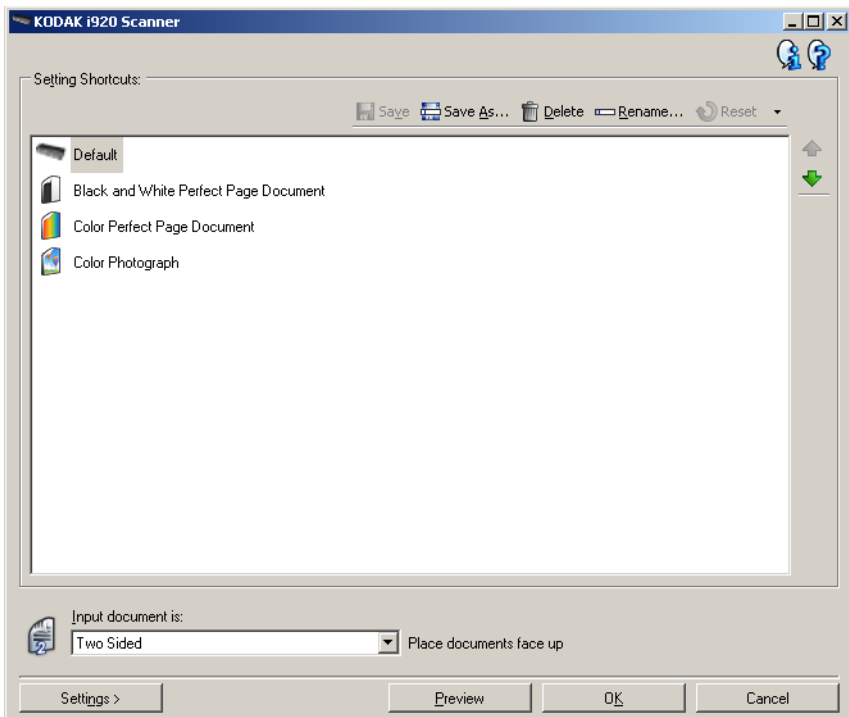 KODAK i920 Scanner
Setting Shortcuts:
Save Save As... Delete Rename... Reset
Default
Black and White Perfect Page Document
Color Perfect Page Document
Color Photograph
Input document is:
2 Two Sided Place documents face up
Settings > Preview OK Cancel